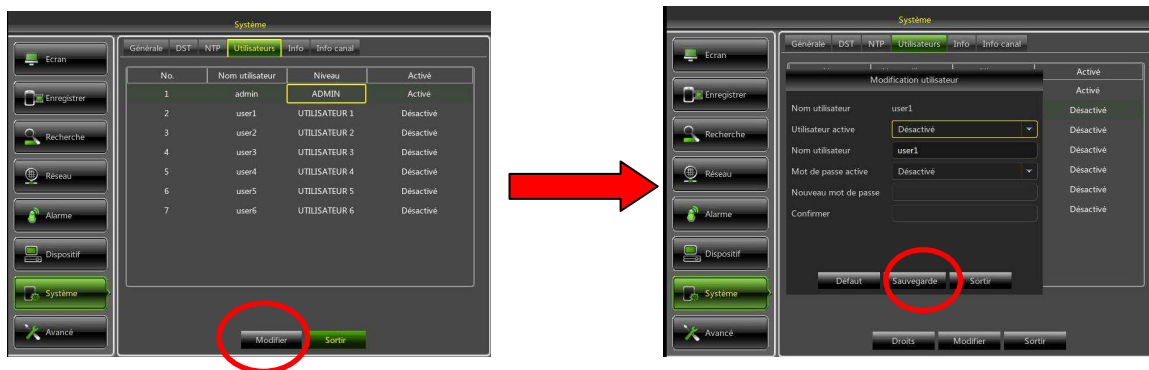 Système
Générale DST NTP Utilisateurs Info Info canal
Ecran
Enregistrer
Recherche
Réseau
Alarme
Dispositif
Système
Avancé
No. Nom utilisateur Niveau Activé
1 admin ADMIN Activé
2 user1 UTILISATEUR 1 Désactivé
3 user2 UTILISATEUR 2 Désactivé
4 user3 UTILISATEUR 3 Désactivé
5 user4 UTILISATEUR 4 Désactivé
6 user5 UTILISATEUR 5 Désactivé
7 user6 UTILISATEUR 6 Désactivé
Modifier Sortir
Système
Générale DST NTP Utilisateurs Info Info canal
Ecran
Enregistrer
Recherche
Réseau
Alarme
Dispositif
Système
Avancé
Activé
Activé
Désactivé
Désactivé
Désactivé
Désactivé
Désactivé
Désactivé
Modification utilisateur
Nom utilisateur user1
Utilisateur active Désactivé
Nom utilisateur user1
Mot de passe active Désactivé
Nouveau mot de passe
Confirmer
Défaut Sauvegarde Sortir
Droits Modifier Sortir